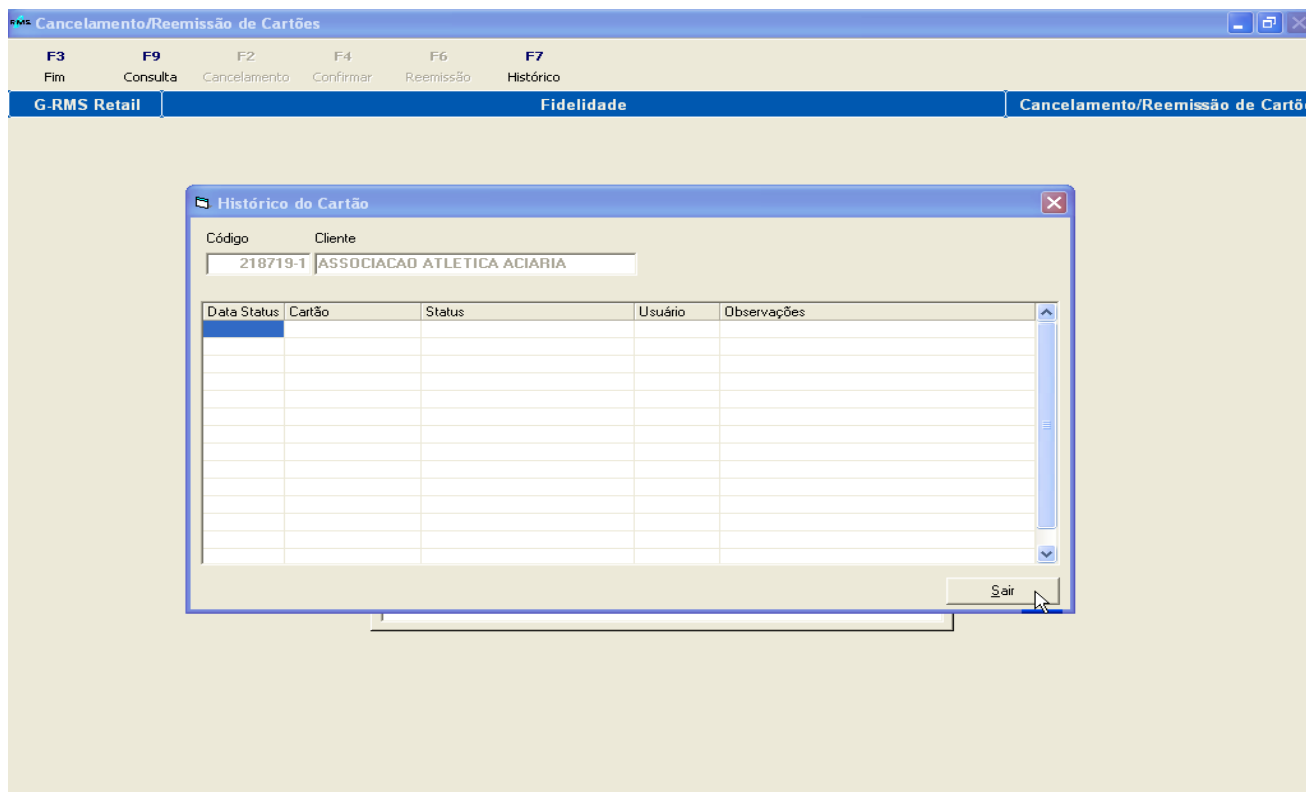 RMS Cancelamento/Reemissão de Cartões
F3 F9 F2 F4 F6 F7
Fim Consulta Cancelamento Confirmar Reemissão Histórico
G-RMS Retail Fidelidade Cancelamento/Reemissão de Cartõ
Histórico do Cartão
Código Cliente
218719-1 ASSOCIACAO ATLETICA ACIARIA
Data Status Cartão Status Usuário Observações
Sair